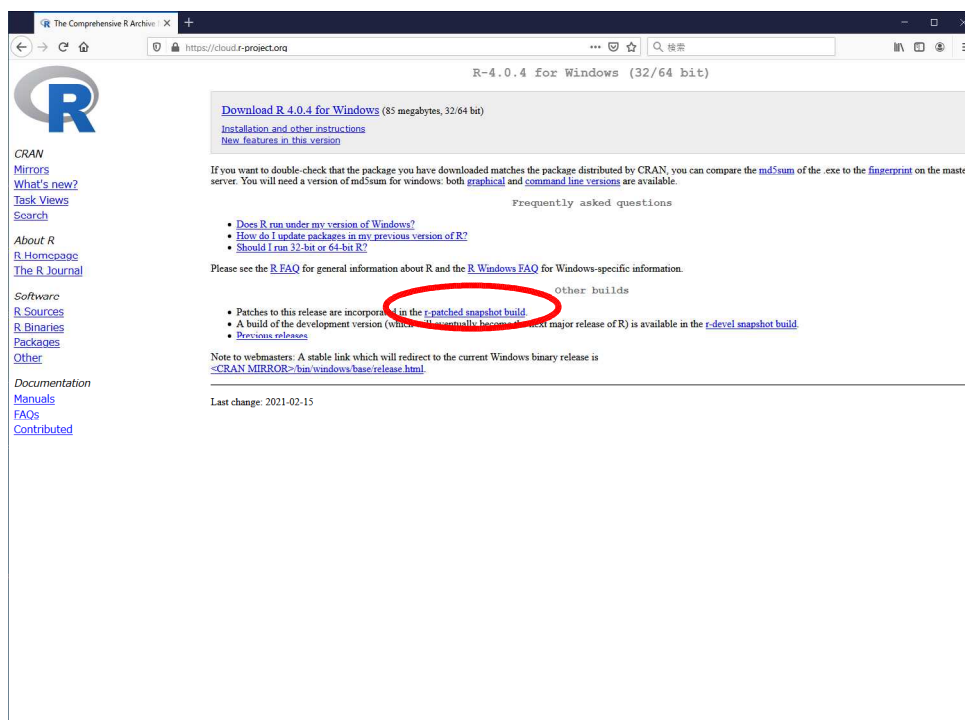 The Comprehensive R Archive
https://cloud.r-project.org
検索
R
CRAN
Mirrors
What's new?
Task Views
Search
About R
R Homepage
The R Journal
Software
R Sources
R Binaries
Packages
Other
Documentation
Manuals
FAQs
Contributed
R-4.0.4 for Windows (32/64 bit)
Download R 4.0.4 for Windows (85 megabytes, 32/64 bit)
Installation and other instructions
New features in this version
If you want to double-check that the package you have downloaded matches the package distributed by CRAN, you can compare the md5sum of the .exe to the fingerprint on the maste
server. You will need a version of md5sum for windows: both graphical and command line versions are available.
Frequently asked questions
• Does R run under my version of Windows?
• How do I update packages in my previous version of R?
• Should I run 32-bit or 64-bit R?
Please see the R FAQ for general information about R and the R Windows FAQ for Windows-specific information.
Other builds
• Patches to this release are incorporated in the r-patched snapshot build.
• A build of the development version (which will eventually become the next major release of R) is available in the r-devel snapshot build.
• Previous releases
Note to webmasters: A stable link which will redirect to the current Windows binary release is
<CRAN MIRROR>/bin/windows/base/release.html.
Last change: 2021-02-15